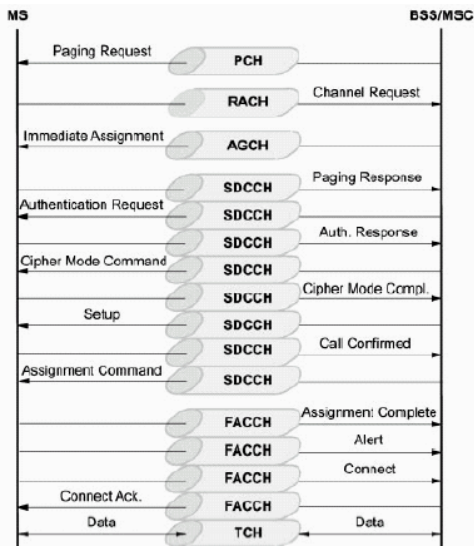 MS BSS/MSC
Paging Request PCH
RACH Channel Request
Immediate Assignment AGCH
SDCCH Paging Response
Authentication Request SDCCH
SDCCH Auth. Response
Cipher Mode Command SDCCH
SDCCH Cipher Mode Compl.
Setup SDCCH
SDCCH Call Confirmed
Assignment Command SDCCH
FACCH Assignment Complete
FACCH Alert
FACCH Connect
Connect Ack. FACCH
Data TCH Data